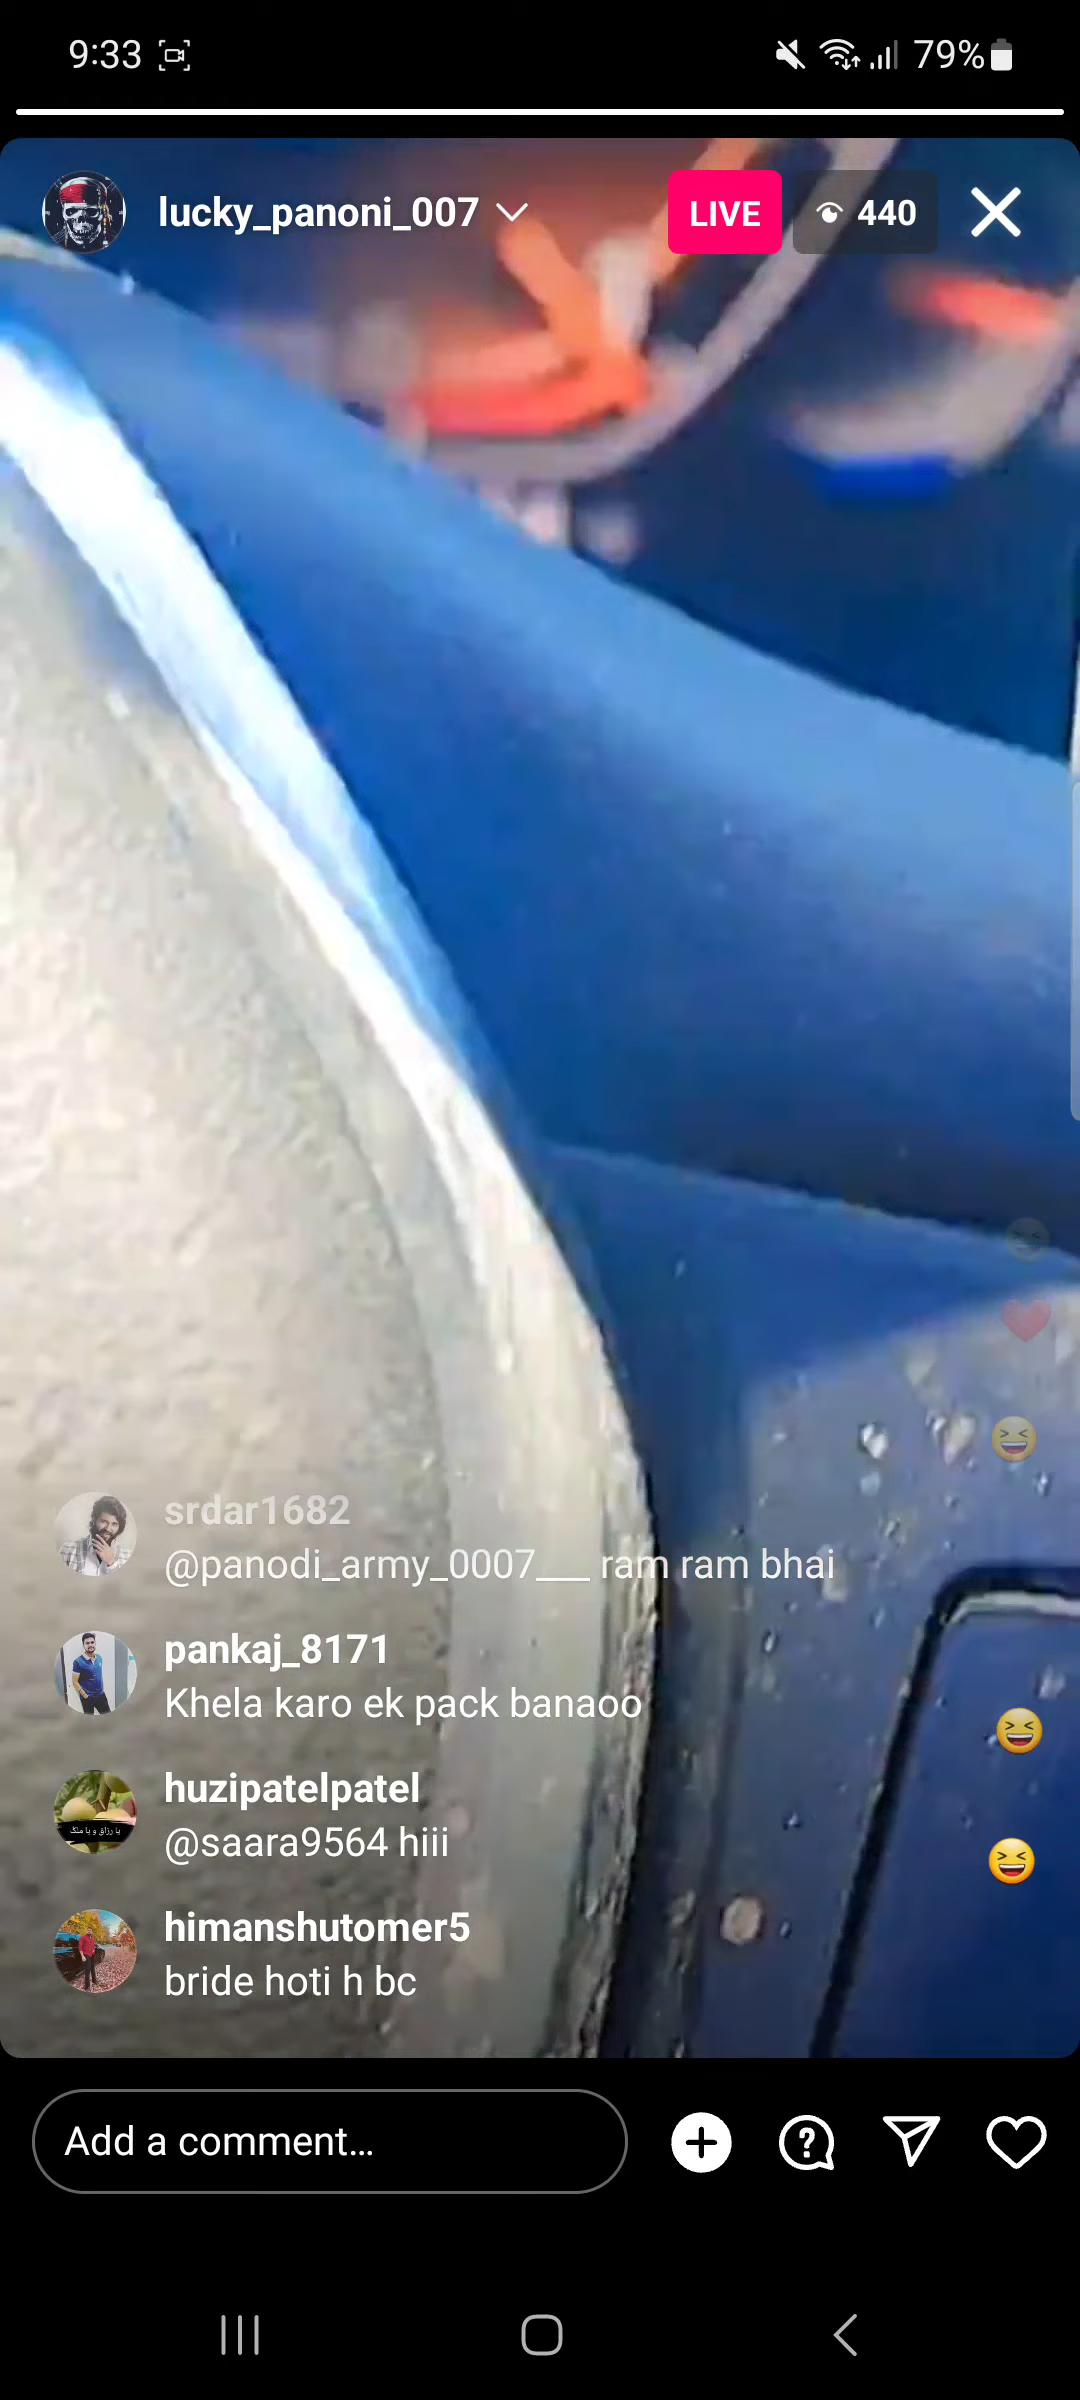 9:33
79%
lucky_panoni_007
LIVE
440
srdar1682
@panodi_army_0007___ ram ram bhai
pankaj_8171
Khela karo ek pack banaoo
huzipatelpatel
@saara9564 hiii
himanshutomer5
bride hoti h bc
Add a comment...